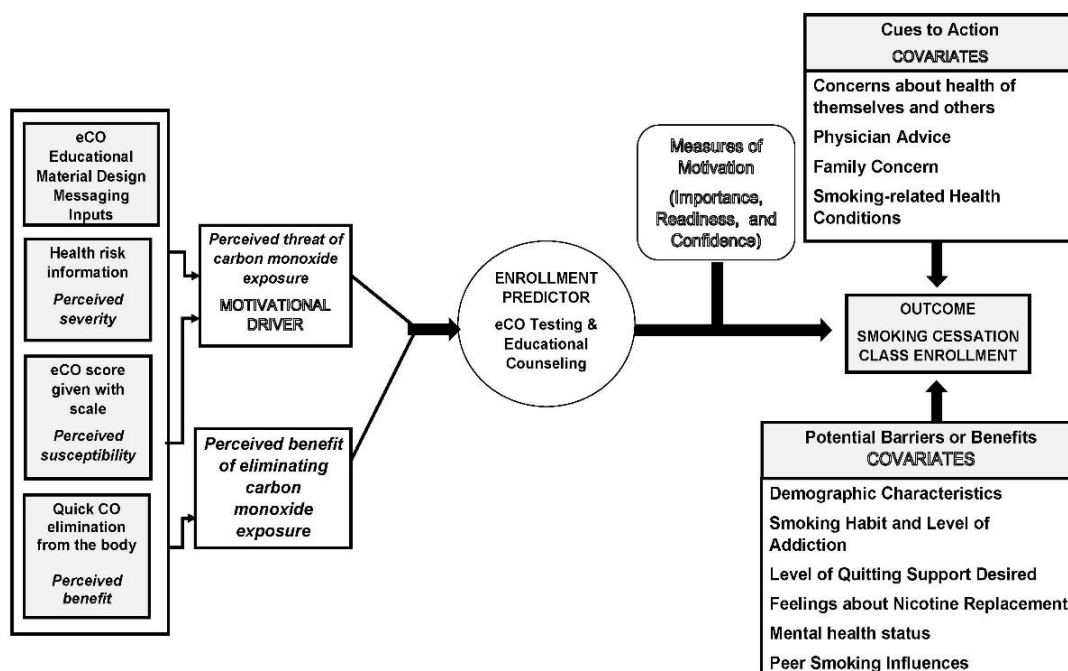 eCO
Educational
Material Design
Messaging
Inputs
Health risk
information
Perceived
severity
eCO score
given with
scale
Perceived
susceptibility
Quick CO
elimination
from the body
Perceived
benefit
Perceived threat of
carbon monoxide
exposure
MOTIVATIONAL
DRIVER
Perceived benefit
of eliminating
carbon
monoxide
exposure
ENROLLMENT
PREDICTOR
eCO Testing &
Educational
Counseling
Measures of
Motivation
(Importance,
Readiness, and
Confidence)
Cues to Action
COVARIATES
Concerns about health of
themselves and others
Physician Advice
Family Concern
Smoking-related Health
Conditions
OUTCOME
SMOKING CESSATION
CLASS ENROLLMENT
Potential Barriers or Benefits
COVARIATES
Demographic Characteristics
Smoking Habit and Level of
Addiction
Level of Quitting Support Desired
Feelings about Nicotine Replacement
Mental health status
Peer Smoking Influences